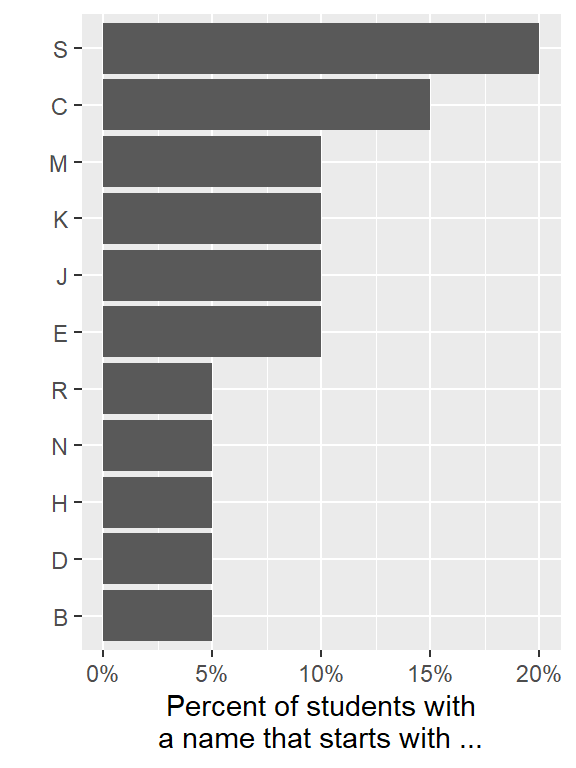 S
C
M
K
J
E
R
N
H
D
B
0% 5% 10% 15% 20%
Percent of students with
a name that starts with ...